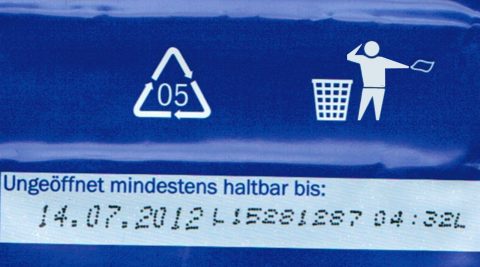 05
Ungeöffnet mindestens haltbar bis:
14.07.2012 L15281287 04:32L